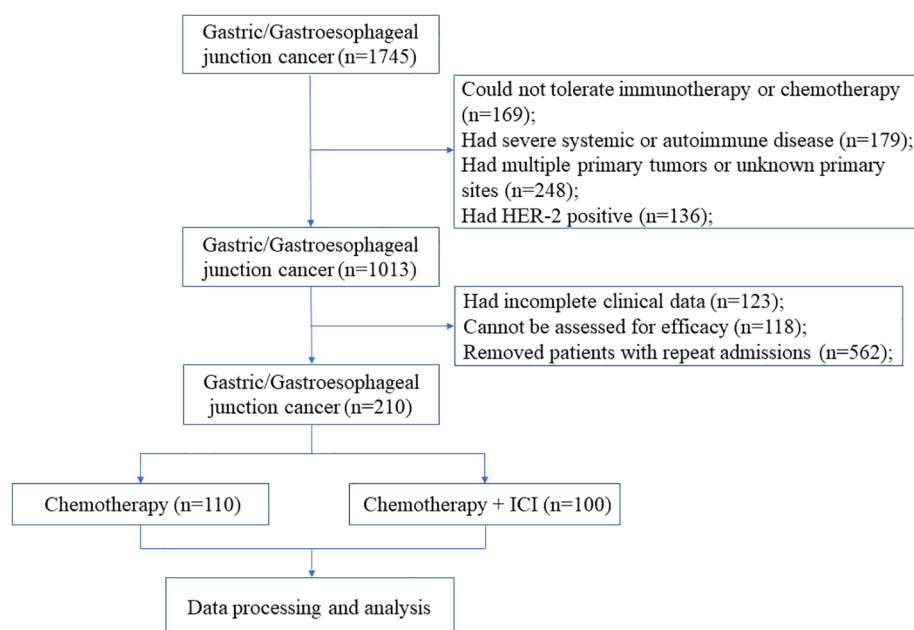 Gastric/Gastroesophageal
junction cancer (n=1745)
Could not tolerate immunotherapy or chemotherapy
(n=169);
Had severe systemic or autoimmune disease (n=179);
Had multiple primary tumors or unknown primary
sites (n=248);
Had HER-2 positive (n=136);
Gastric/Gastroesophageal
junction cancer (n=1013)
Had incomplete clinical data (n=123);
Cannot be assessed for efficacy (n=118);
Removed patients with repeat admissions (n=562);
Gastric/Gastroesophageal
junction cancer (n=210)
Chemotherapy (n=110)
Chemotherapy + ICI (n=100)
Data processing and analysis